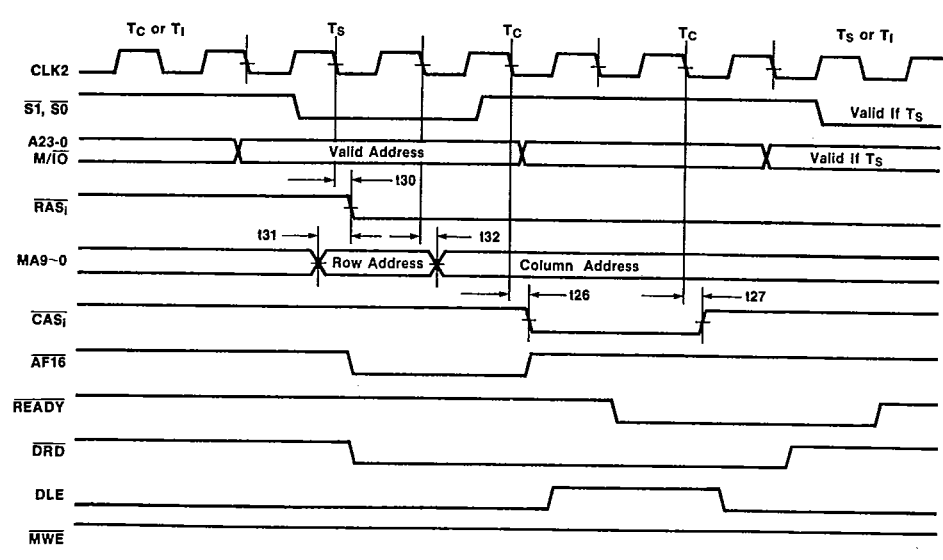 TC or TI TS TC TC TS or TI
CLK2
S1, S0 Valid If TS
A23-0
M/IO Valid Address Valid If TS
t30
RASi
t31 t32
MA9~0 Row Address Column Address
t26 t27
CASi
AF16
READY
DRD
DLE
MWE